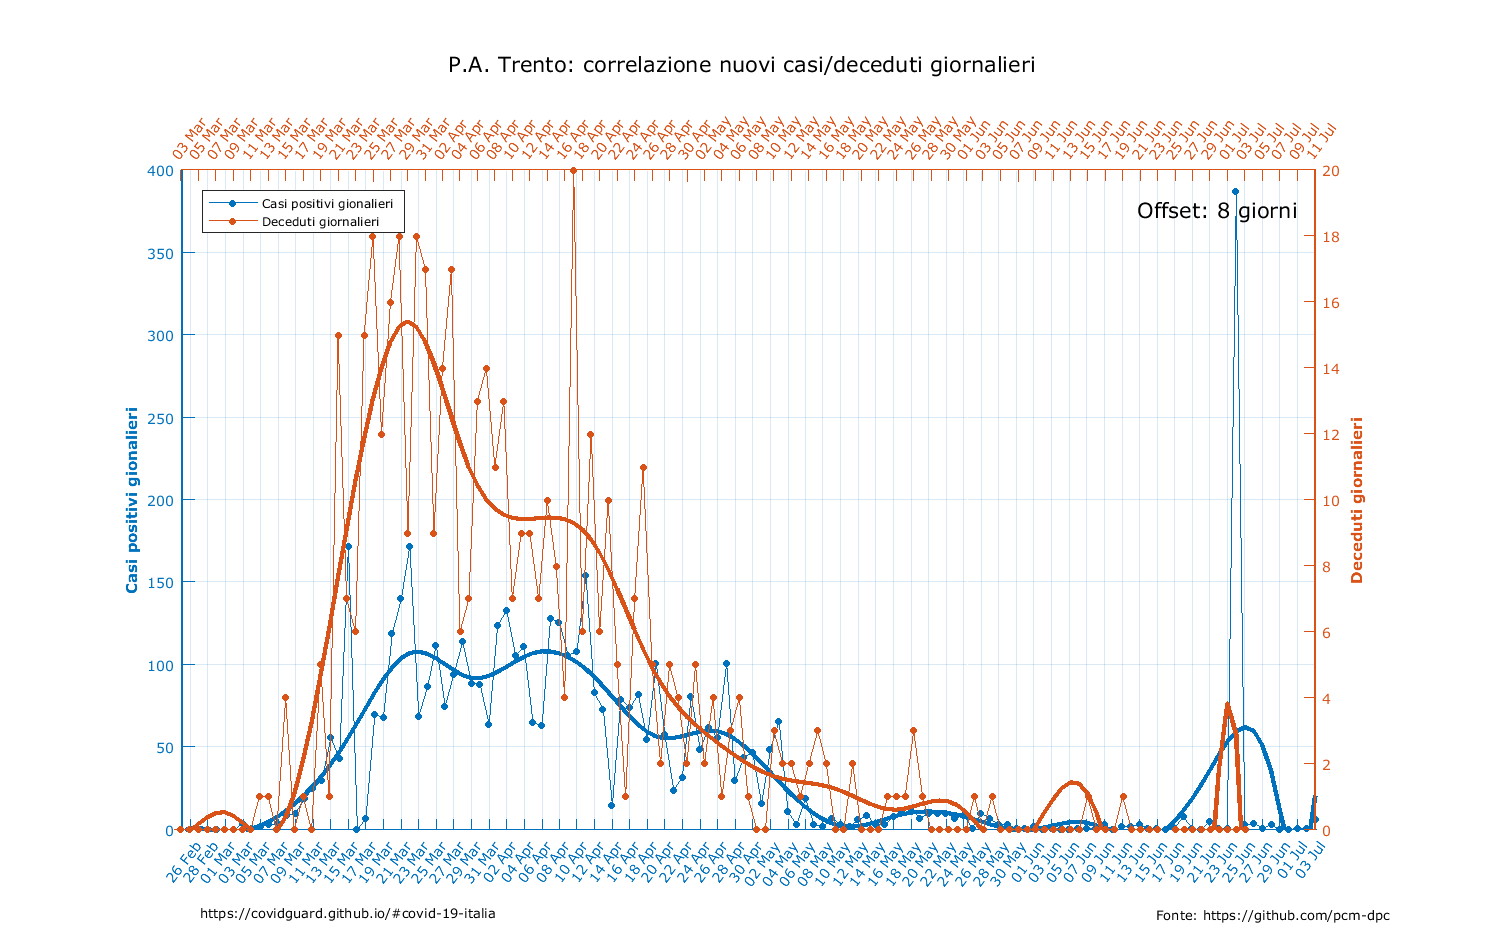 P.A. Trento: correlazione nuovi casi/deceduti giornalieri
03 Mar 05 Mar 07 Mar 09 Mar 11 Mar 13 Mar 15 Mar 17 Mar 19 Mar 21 Mar 23 Mar 25 Mar 27 Mar 29 Mar 31 Mar 02 Apr 04 Apr 06 Apr 08 Apr 10 Apr 12 Apr 14 Apr 16 Apr 18 Apr 20 Apr 22 Apr 24 Apr 26 Apr 28 Apr 30 Apr 02 May 04 May 06 May 08 May 10 May 12 May 14 May 16 May 18 May 20 May 22 May 24 May 26 May 28 May 30 May 01 Jun 03 Jun 05 Jun 07 Jun 09 Jun 11 Jun 13 Jun 15 Jun 17 Jun 19 Jun 21 Jun 23 Jun 25 Jun 27 Jun 29 Jun 01 Jul 03 Jul 05 Jul 07 Jul 09 Jul 11 Jul
Casi positivi gionalieri
Deceduti giornalieri
Offset: 8 giorni
400
350
300
250
200
150
100
50
0
Casi positivi gionalieri
20
18
16
14
12
10
8
6
4
2
0
Deceduti giornalieri
26 Feb 28 Feb 01 Mar 03 Mar 05 Mar 07 Mar 09 Mar 11 Mar 13 Mar 15 Mar 17 Mar 19 Mar 21 Mar 23 Mar 25 Mar 27 Mar 29 Mar 31 Mar 02 Apr 04 Apr 06 Apr 08 Apr 10 Apr 12 Apr 14 Apr 16 Apr 18 Apr 20 Apr 22 Apr 24 Apr 26 Apr 28 Apr 30 Apr 02 May 04 May 06 May 08 May 10 May 12 May 14 May 16 May 18 May 20 May 22 May 24 May 26 May 28 May 30 May 01 Jun 03 Jun 05 Jun 07 Jun 09 Jun 11 Jun 13 Jun 15 Jun 17 Jun 19 Jun 21 Jun 23 Jun 25 Jun 27 Jun 29 Jun 01 Jul 03 Jul
https://covidguard.github.io/#covid-19-italia
Fonte: https://github.com/pcm-dpc